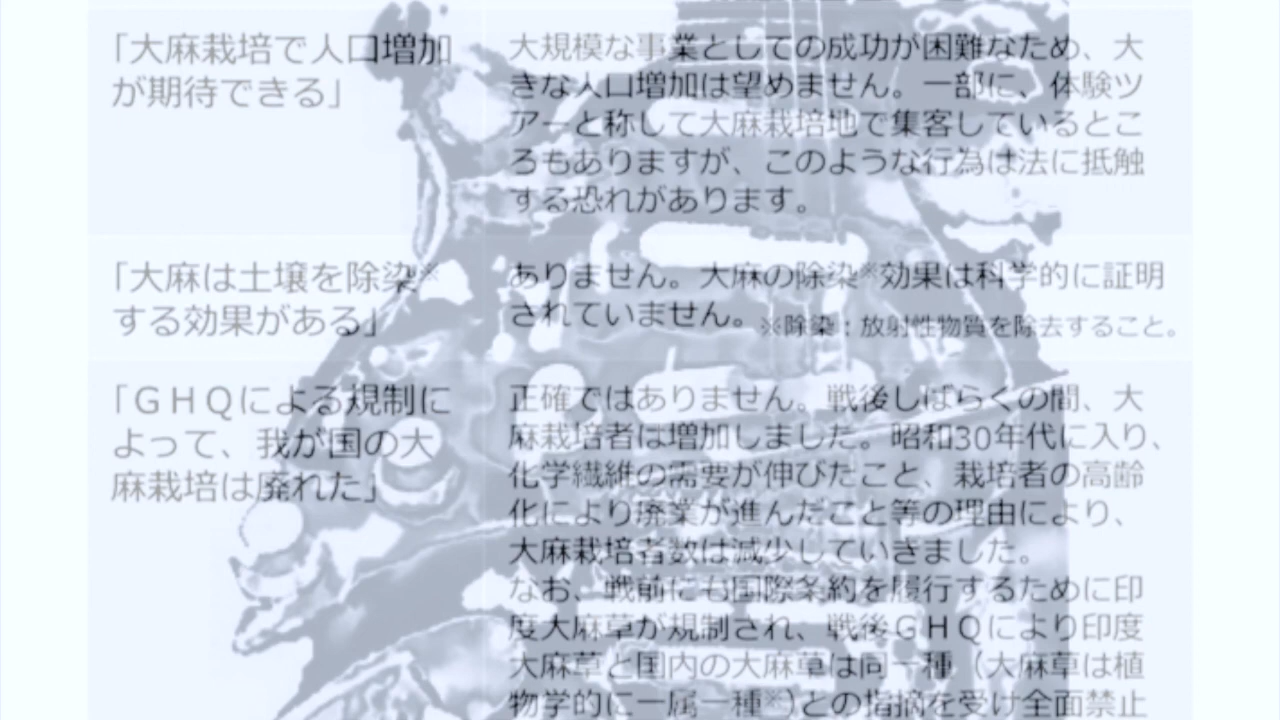 「大麻栽培で人口増加
が期待できる」
大規模な事業としての成功が困難なため、大
きな人口増加は望めません。一部に、体験ツ
アーと称して大麻栽培地で集客しているとこ
ろもありますが、このような行為は法に抵触
する恐れがあります。
「大麻は土壌を除染※
する効果がある」
ありません。大麻の除染※効果は科学的に証明
されていません。※除染：放射性物質を除去すること。
「ＧＨＱによる規制に
よって、我が国の大
麻栽培は廃れた」
正確ではありません。戦後しばらくの間、大
麻栽培者は増加しました。昭和30年代に入り、
化学繊維の需要が伸びたこと、栽培者の高齢
化により廃業が進んだこと等の理由により、
大麻栽培者数は減少していきました。
なお、戦前にも国際条約を履行するために印
度大麻草が規制され、戦後ＧＨＱにより印度
大麻草と国内の大麻草は同一種（大麻草は植
物学的に一属一種※）との指摘を受け全面禁止